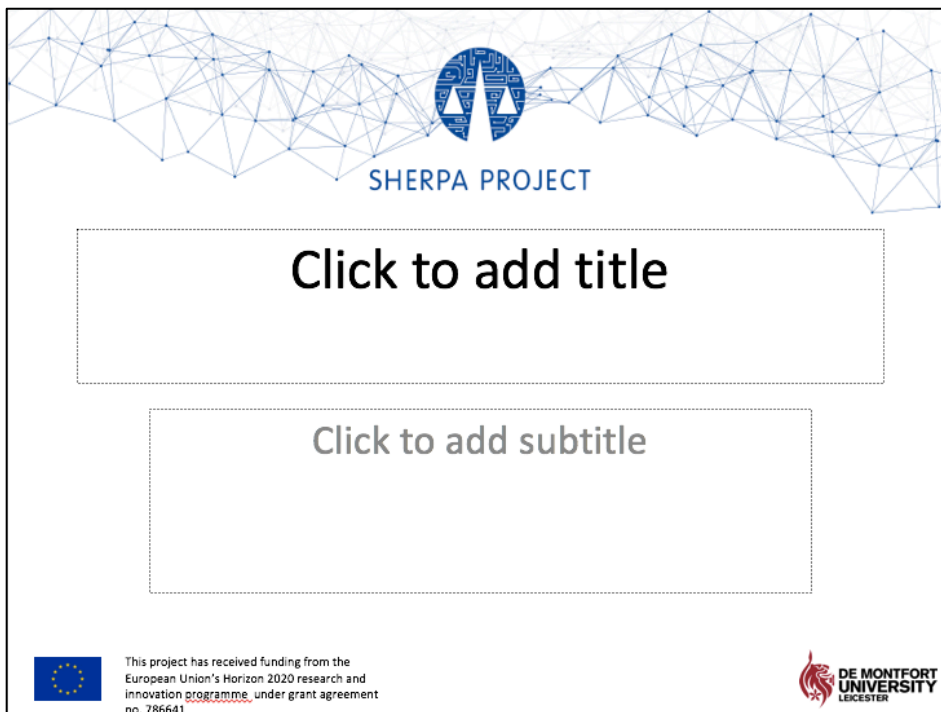 SHERPA PROJECT
Click to add title
Click to add subtitle
This project has received funding from the
European Union's Horizon 2020 research and
innovation programme under grant agreement
no. 786641
DE MONTFORT
UNIVERSITY
LEICESTER